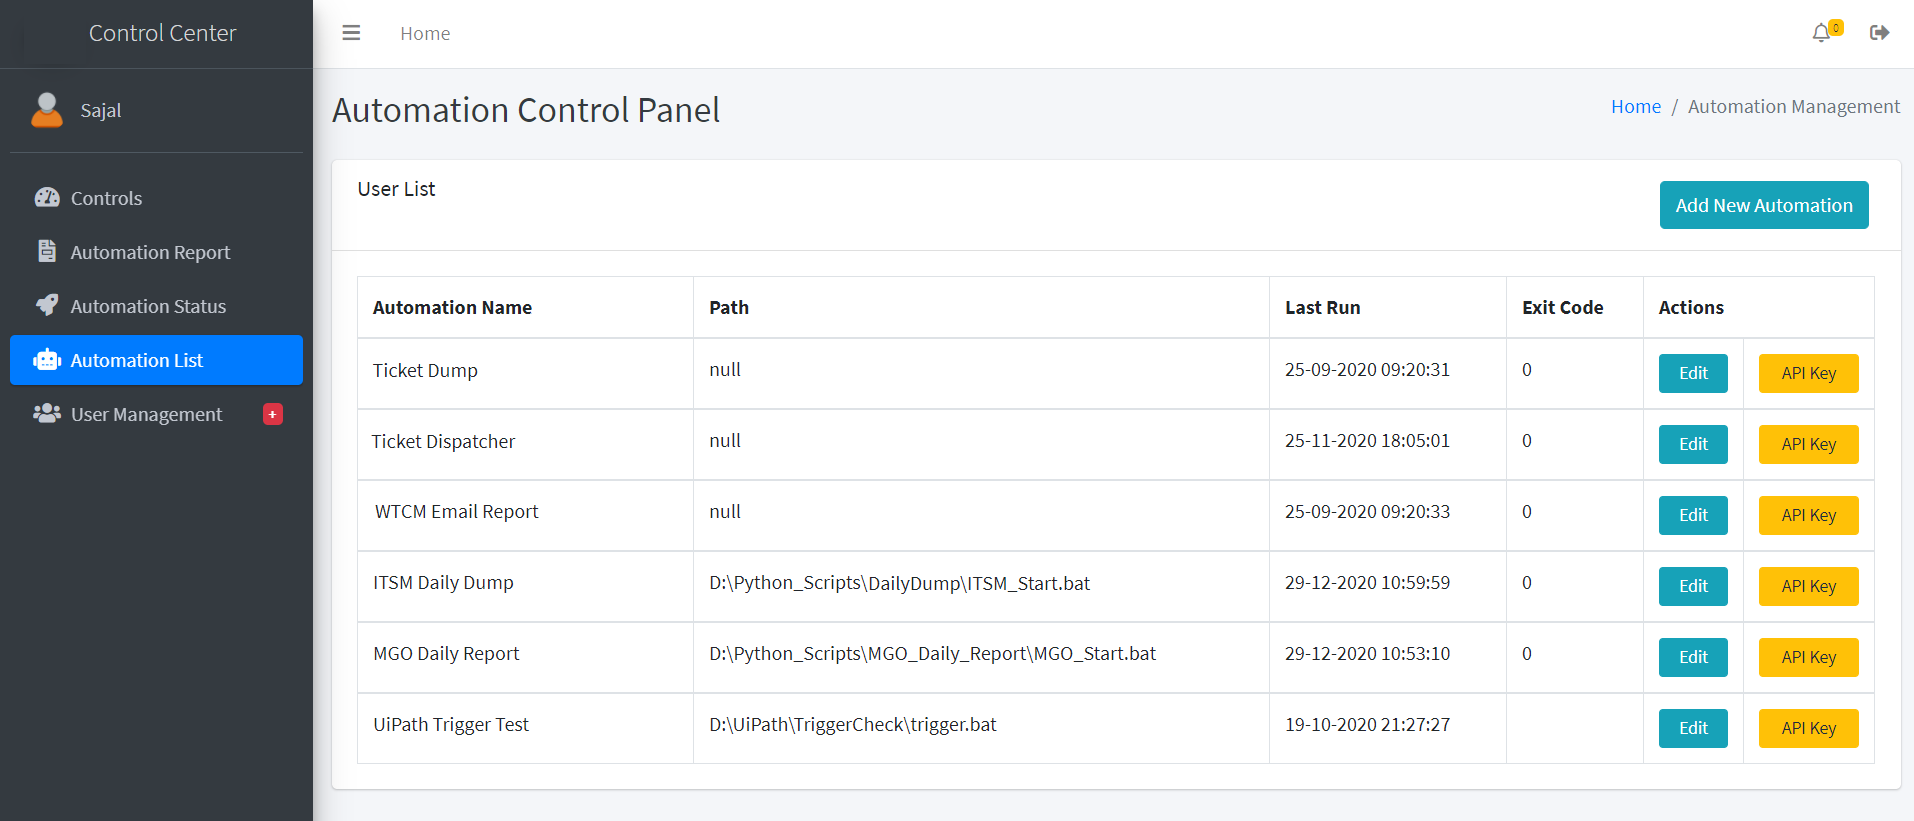 Control Center
Home
0
Sajal
Automation Control Panel
Home / Automation Management
Controls
Automation Report
Automation Status
Automation List
User Management +
User List
Add New Automation
Automation Name Path Last Run Exit Code Actions
Ticket Dump null 25-09-2020 09:20:31 0 Edit API Key
Ticket Dispatcher null 25-11-2020 18:05:01 0 Edit API Key
WTCM Email Report null 25-09-2020 09:20:33 0 Edit API Key
ITSM Daily Dump D:\Python_Scripts\DailyDump\ITSM_Start.bat 29-12-2020 10:59:59 0 Edit API Key
MGO Daily Report D:\Python_Scripts\MGO_Daily_Report\MGO_Start.bat 29-12-2020 10:53:10 0 Edit API Key
UiPath Trigger Test D:\UiPath\TriggerCheck\trigger.bat 19-10-2020 21:27:27 Edit API Key